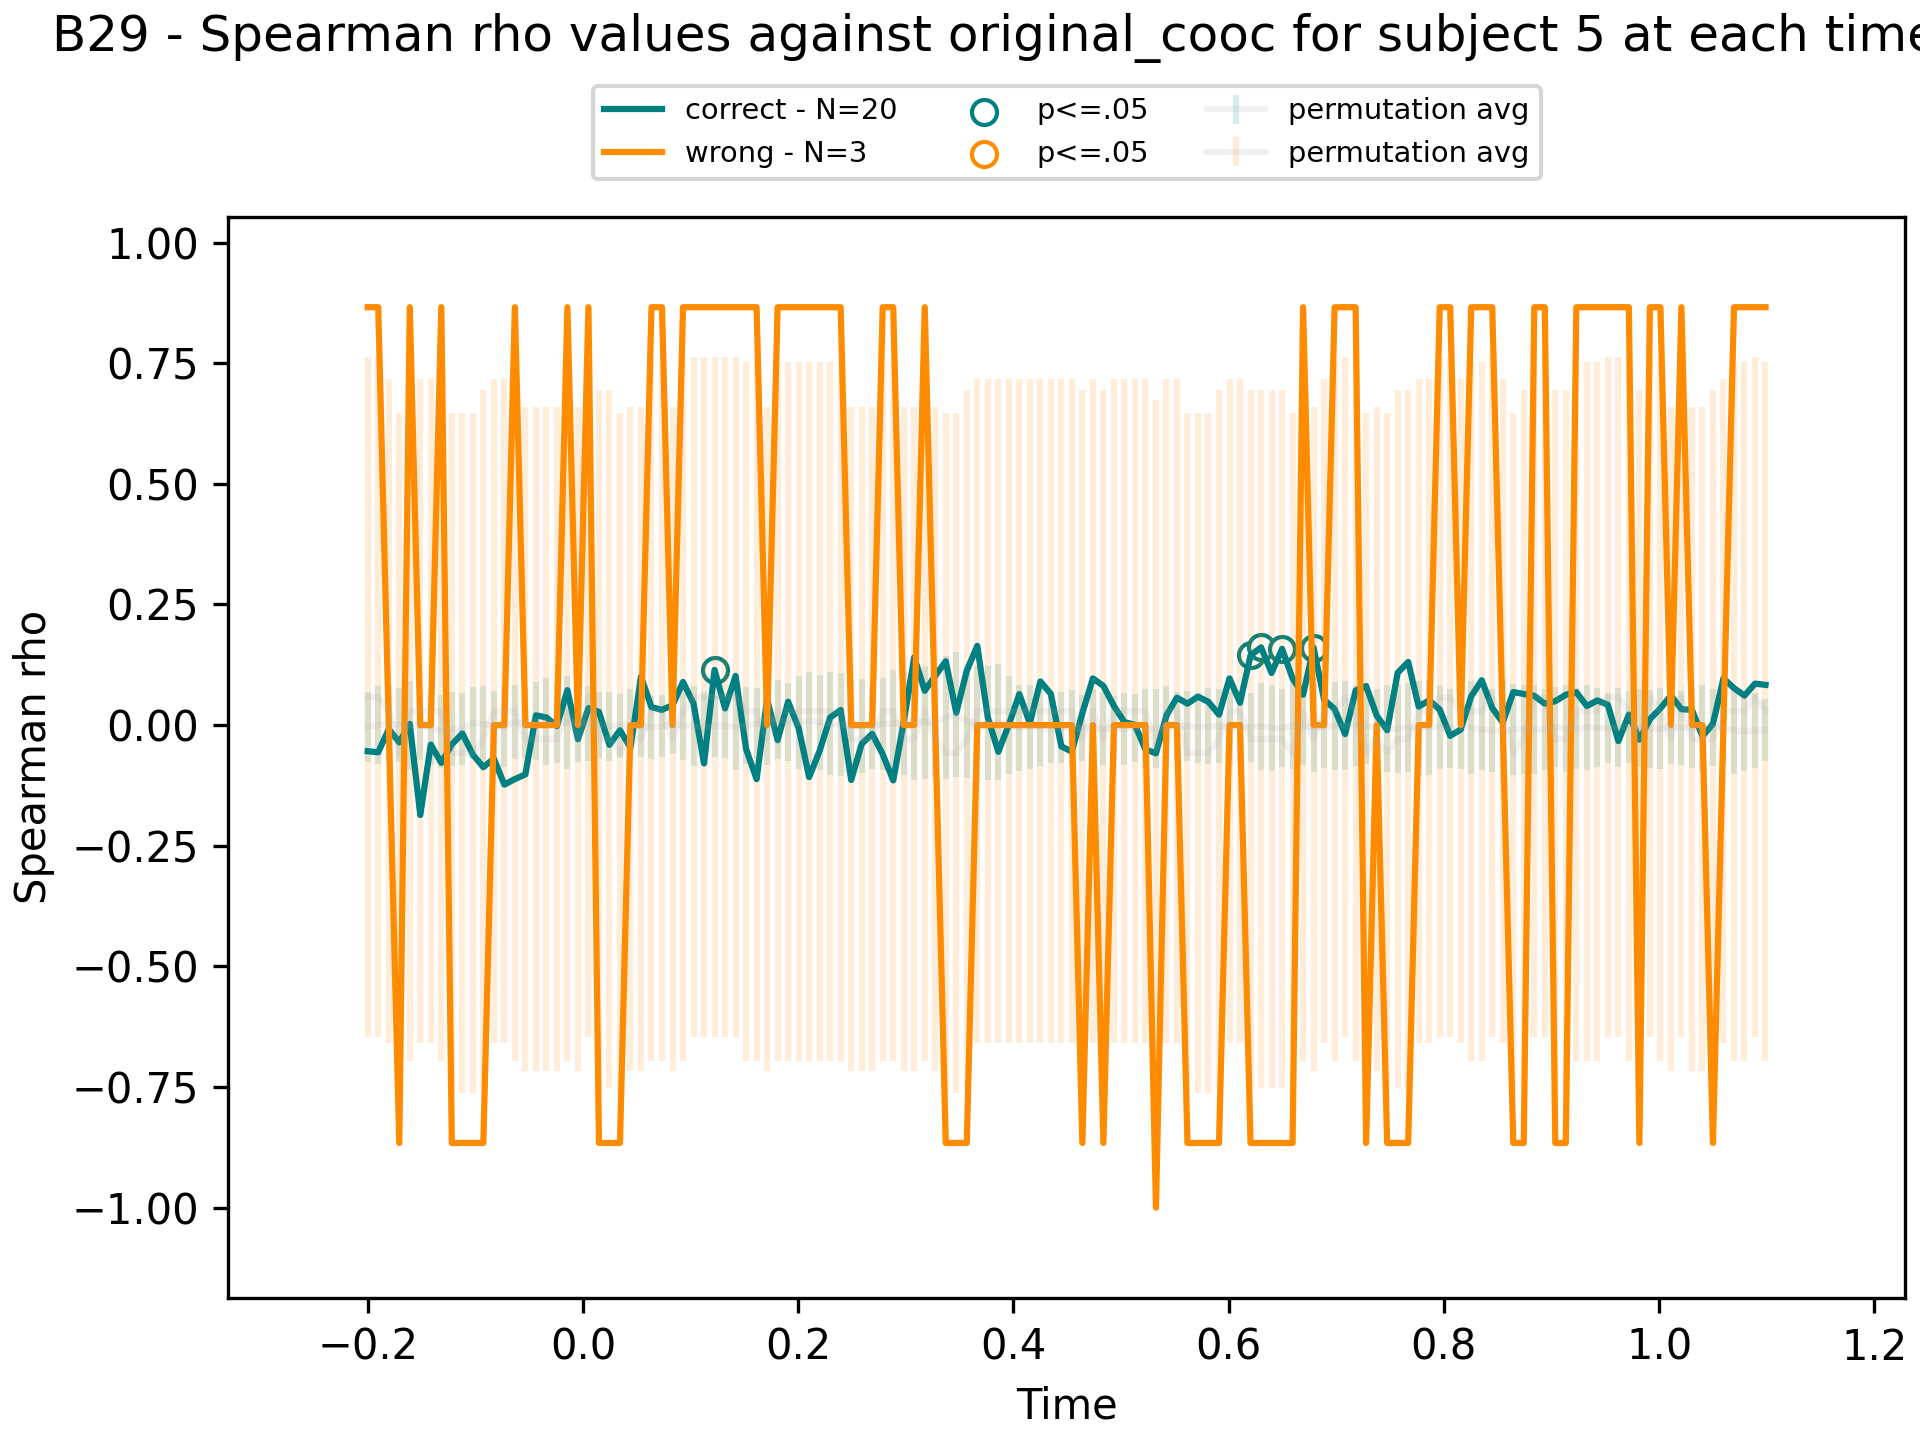 B29 - Spearman rho values against original_cooc for subject 5 at each time
correct - N=20 p<=.05 permutation avg
wrong - N=3 p<=.05 permutation avg
1.00
0.75
0.50
0.25
0.00
−0.25
−0.50
−0.75
−1.00
Spearman rho
−0.2 0.0 0.2 0.4 0.6 0.8 1.0 1.2
Time